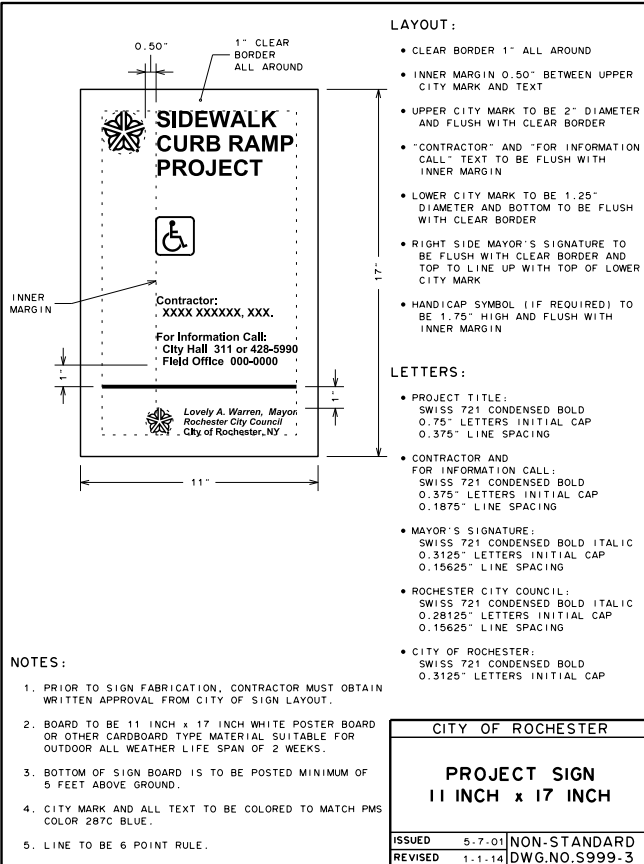 0.50"
1" CLEAR
BORDER
ALL AROUND
SIDEWALK
CURB RAMP
PROJECT
17"
INNER
MARGIN
Contractor:
XXXX XXXXXX, XXX.
For Information Call:
City Hall 311 or 428-5990
Field Office 000-0000
1"
1"
Lovely A. Warren, Mayor
Rochester City Council
City of Rochester, NY
11"
LAYOUT:
• CLEAR BORDER 1" ALL AROUND
• INNER MARGIN 0.50" BETWEEN UPPER
CITY MARK AND TEXT
• UPPER CITY MARK TO BE 2" DIAMETER
AND FLUSH WITH CLEAR BORDER
• "CONTRACTOR" AND "FOR INFORMATION
CALL" TEXT TO BE FLUSH WITH
INNER MARGIN
• LOWER CITY MARK TO BE 1.25"
DIAMETER AND BOTTOM TO BE FLUSH
WITH CLEAR BORDER
• RIGHT SIDE MAYOR'S SIGNATURE TO
BE FLUSH WITH CLEAR BORDER AND
TOP TO LINE UP WITH TOP OF LOWER
CITY MARK
• HANDICAP SYMBOL (IF REQUIRED) TO
BE 1.75" HIGH AND FLUSH WITH
INNER MARGIN
LETTERS:
• PROJECT TITLE:
SWISS 721 CONDENSED BOLD
0.75" LETTERS INITIAL CAP
0.375" LINE SPACING
• CONTRACTOR AND
FOR INFORMATION CALL:
SWISS 721 CONDENSED BOLD
0.375" LETTERS INITIAL CAP
0.1875" LINE SPACING
• MAYOR'S SIGNATURE:
SWISS 721 CONDENSED BOLD ITALIC
0.3125" LETTERS INITIAL CAP
0.15625" LINE SPACING
• ROCHESTER CITY COUNCIL:
SWISS 721 CONDENSED BOLD ITALIC
0.28125" LETTERS INITIAL CAP
0.15625" LINE SPACING
• CITY OF ROCHESTER:
SWISS 721 CONDENSED BOLD
0.3125" LETTERS INITIAL CAP
NOTES:
1. PRIOR TO SIGN FABRICATION, CONTRACTOR MUST OBTAIN
WRITTEN APPROVAL FROM CITY OF SIGN LAYOUT.
2. BOARD TO BE 11 INCH x 17 INCH WHITE POSTER BOARD
OR OTHER CARDBOARD TYPE MATERIAL SUITABLE FOR
OUTDOOR ALL WEATHER LIFE SPAN OF 2 WEEKS.
3. BOTTOM OF SIGN BOARD IS TO BE POSTED MINIMUM OF
5 FEET ABOVE GROUND.
4. CITY MARK AND ALL TEXT TO BE COLORED TO MATCH PMS
COLOR 287C BLUE.
5. LINE TO BE 6 POINT RULE.
CITY OF ROCHESTER
PROJECT SIGN
11 INCH x 17 INCH
ISSUED 5-7-01 NON-STANDARD
REVISED 1-1-14 DWG.NO.S999-3